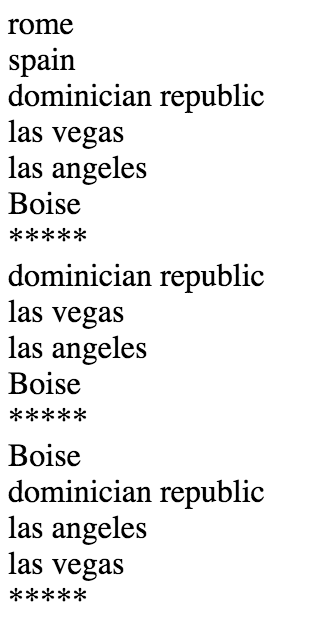 rome
spain
dominician republic
las vegas
las angeles
Boise
*****
dominician republic
las vegas
las angeles
Boise
*****
Boise
dominician republic
las angeles
las vegas
*****